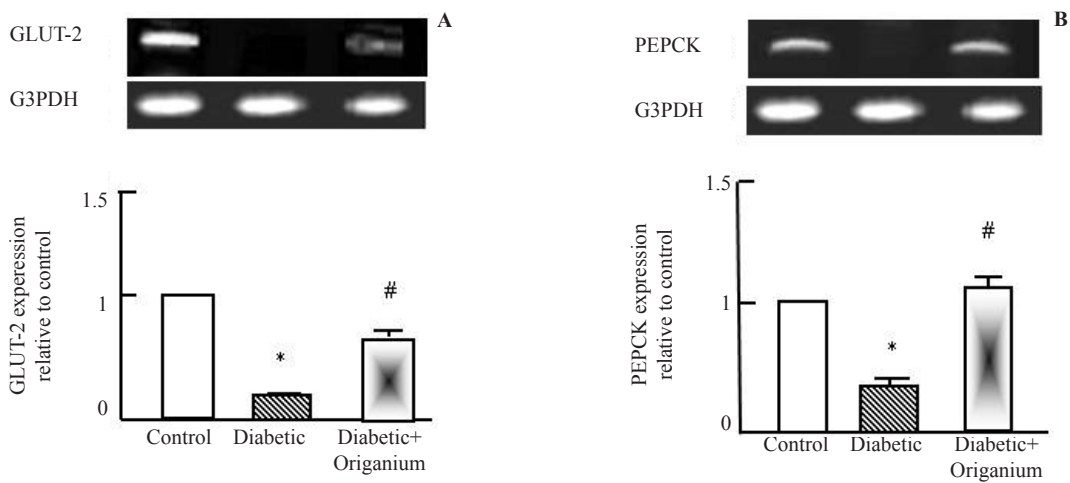 A
GLUT-2
G3PDH
GLUT-2 experession
relative to control
1.5
1
0
*
#
Control Diabetic Diabetic+
Origanium
B
PEPCK
G3PDH
PEPCK expression
relative to control
1.5
1
0
*
#
Control Diabetic Diabetic+
Origanium